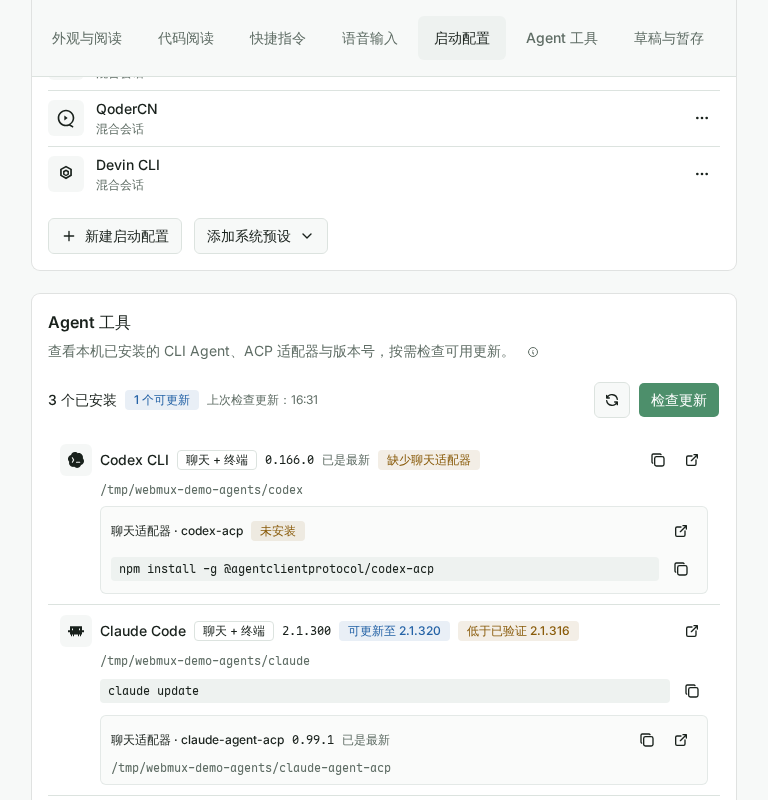 外观与阅读 代码阅读 快捷指令 语音输入 启动配置 Agent 工具 草稿与暂存
QoderCN
混合会话
Devin CLI
混合会话
新建启动配置 添加系统预设
Agent 工具
查看本机已安装的 CLI Agent、ACP 适配器与版本号，按需检查可用更新。
3 个已安装 1 个可更新 上次检查更新：16:31 检查更新
Codex CLI 聊天 + 终端 0.166.0 已是最新 缺少聊天适配器
/tmp/webmux-demo-agents/codex
聊天适配器 · codex-acp 未安装
npm install -g @agentclientprotocol/codex-acp
Claude Code 聊天 + 终端 2.1.300 可更新至 2.1.320 低于已验证 2.1.316
/tmp/webmux-demo-agents/claude
claude update
聊天适配器 · claude-agent-acp 0.99.1 已是最新
/tmp/webmux-demo-agents/claude-agent-acp